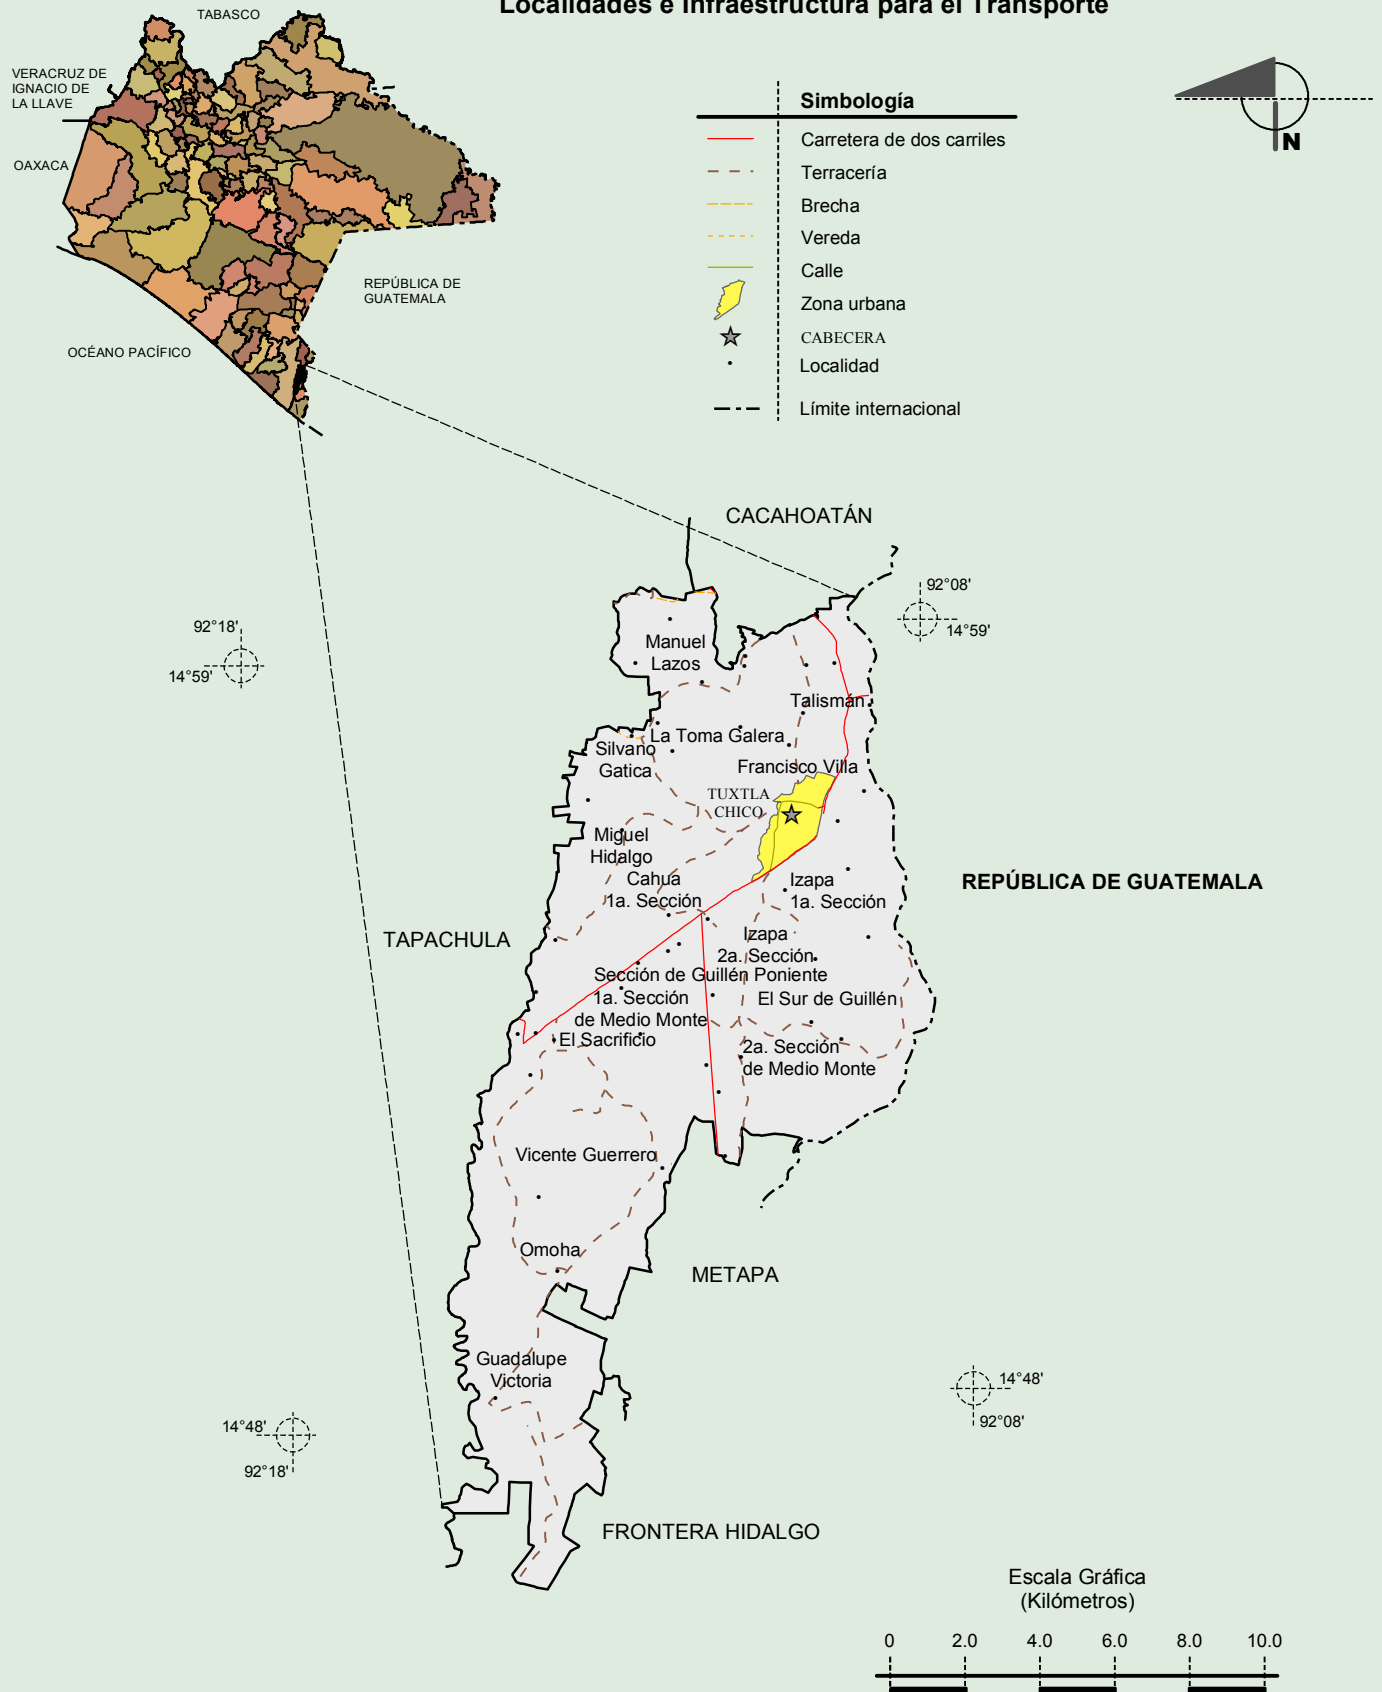 Localidades e Infraestructura para el Transporte
TABASCO
VERACRUZ DE
IGNACIO DE
LA LLAVE
OAXACA
REPÚBLICA DE
GUATEMALA
OCÉANO PACÍFICO
Simbología
Carretera de dos carriles
Terracería
Brecha
Vereda
Calle
Zona urbana
CABECERA
Localidad
Límite internacional
N
CACAHOATÁN
92°18'
14°59'
92°08'
14°59'
Manuel
Lazos
Talismán
La Toma Galera
Silvano
Gatica
Francisco Villa
TUXTLA
CHICO
Miguel
Hidalgo
Cahua
1a. Sección
Izapa
1a. Sección
REPÚBLICA DE GUATEMALA
TAPACHULA
Izapa
2a. Sección
Sección de Guillén Poniente
1a. Sección
de Medio Monte
El Sur de Guillén
El Sacrificio
2a. Sección
de Medio Monte
Vicente Guerrero
Omoha
METAPA
Guadalupe
Victoria
14°48'
92°18'
14°48'
92°08'
FRONTERA HIDALGO
Escala Gráfica
(Kilómetros)
0 2.0 4.0 6.0 8.0 10.0